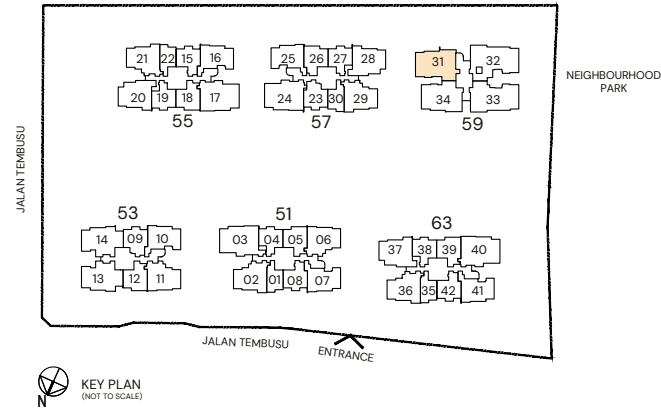 21 22 15 16
25 26 27 28
31 32
20 19 18 17
24 23 30 29
34 33
55
57
59
NEIGHBOURHOOD
PARK
JALAN TEMBUSU
53
51
63
14 09 10
03 04 05 06
37 38 39 40
13 12 11
02 01 08 07
36 35 42 41
JALAN TEMBUSU
ENTRANCE
N
KEY PLAN
(NOT TO SCALE)